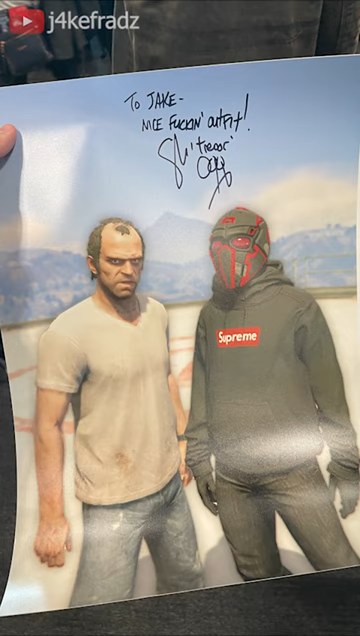 j4kefradz
TO JAKE-
NICE FUCKIN' OUTFIT!
'Trevor'
Supreme